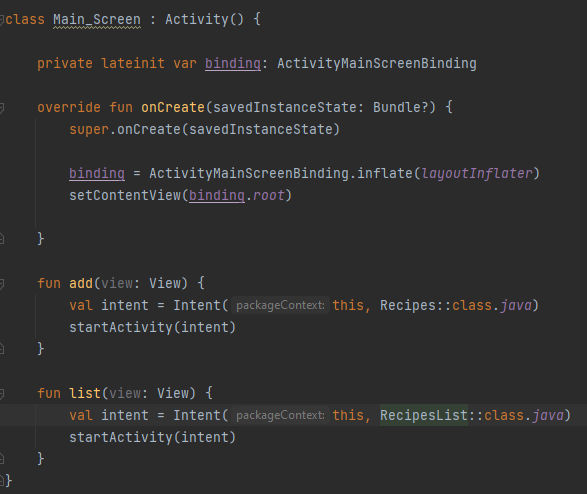 class Main_Screen : Activity() {
private lateinit var binding: ActivityMainScreenBinding
override fun onCreate(savedInstanceState: Bundle?) {
super.onCreate(savedInstanceState)
binding = ActivityMainScreenBinding.inflate(layoutInflater)
setContentView(binding.root)
}
fun add(view: View) {
val intent = Intent( packageContext: this, Recipes::class.java)
startActivity(intent)
}
fun list(view: View) {
val intent = Intent( packageContext: this, RecipesList::class.java)
startActivity(intent)
}
}